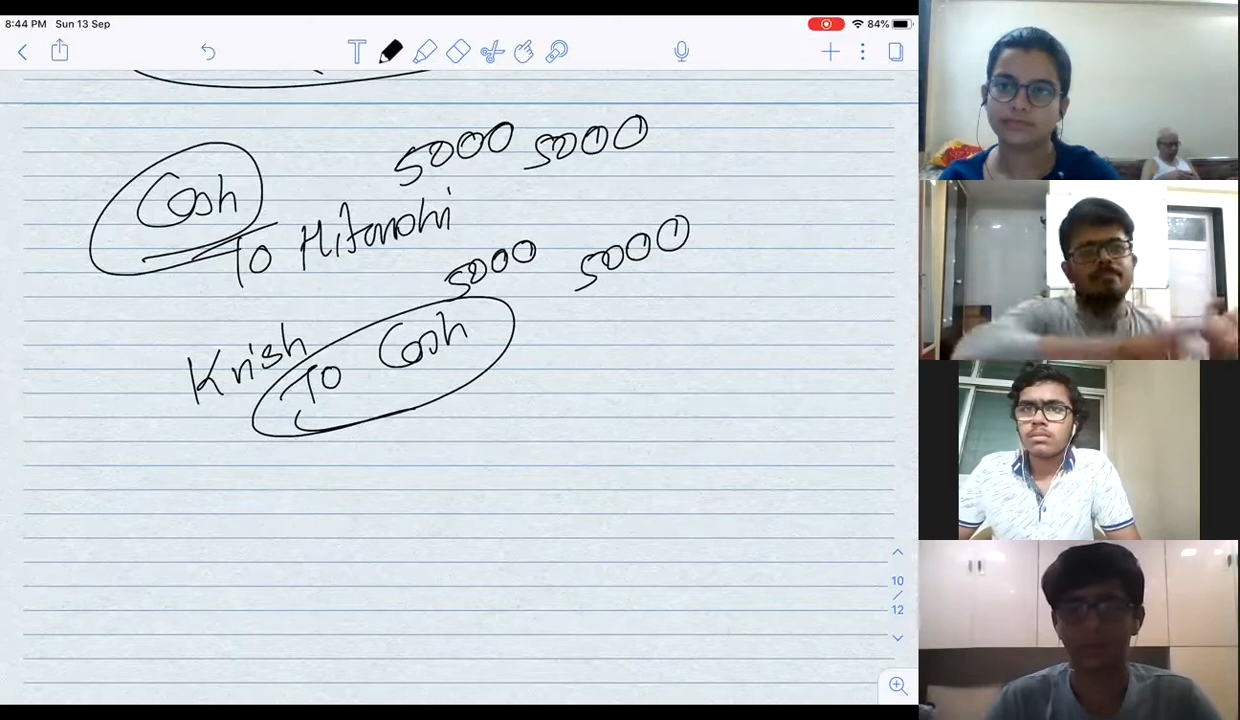 8:44 PM Sun 13 Sep
84%
T
5000 5000
Cash
To Hitanshi
5000 5000
Krish
To Cash
10
/
12